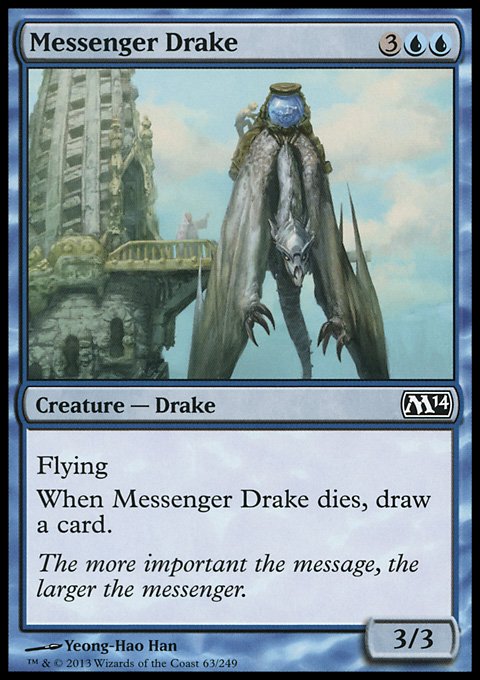 Messenger Drake 3
Creature — Drake M14
Flying
When Messenger Drake dies, draw
a card.
The more important the message, the
larger the messenger.
3/3
Yeong-Hao Han
™ & © 2013 Wizards of the Coast 63/249